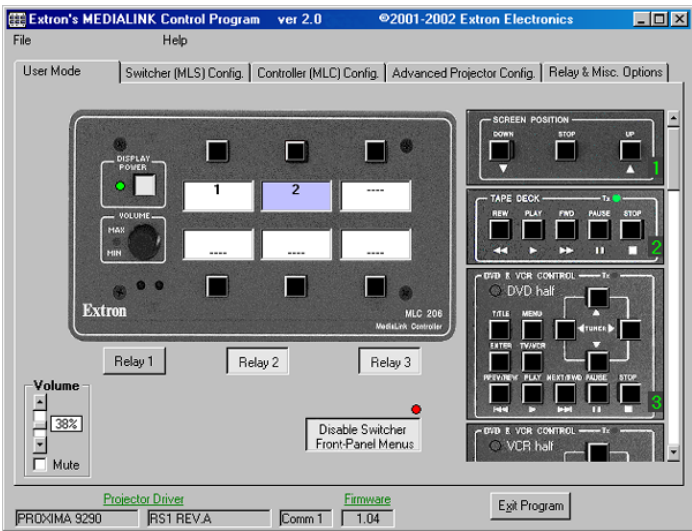 Extron's MEDIALINK Control Program ver 2.0 ©2001-2002 Extron Electronics
File Help
User Mode Switcher (MLS) Config. Controller (MLC) Config. Advanced Projector Config. Relay & Misc. Options
DISPLAY
POWER
1 2 ----
VOLUME
MAX
MIN
---- ---- ----
Extron
MLC 206
MediaLink Controller
Relay 1 Relay 2 Relay 3
Volume
38%
Mute
Disable Switcher
Front-Panel Menus
SCREEN POSITION
DOWN STOP UP
1
TAPE DECK Tx
REW PLAY FWD PAUSE STOP
2
DVD & VCR CONTROL Tx
DVD half
TITLE MENU
TUNER
ENTER TV/VCR
PREV/REW PLAY NEXT/FWD PAUSE STOP
3
DVD & VCR CONTROL Tx
VCR half
Projector Driver Firmware
PROXIMA 9290 RS1 REV.A Comm 1 1.04
Exit Program